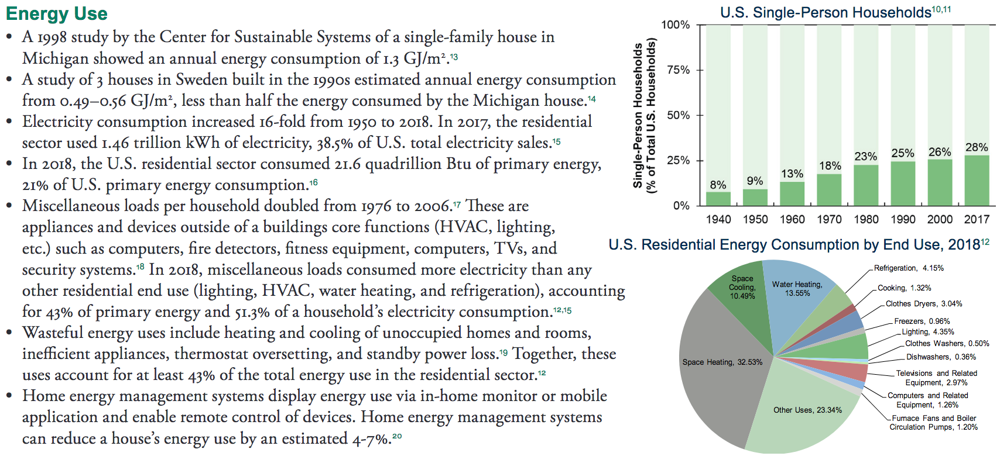 Energy Use
• A 1998 study by the Center for Sustainable Systems of a single-family house in
Michigan showed an annual energy consumption of 1.3 GJ/m².¹³
• A study of 3 houses in Sweden built in the 1990s estimated annual energy consumption
from 0.49–0.56 GJ/m², less than half the energy consumed by the Michigan house.¹⁴
• Electricity consumption increased 16-fold from 1950 to 2018. In 2017, the residential
sector used 1.46 trillion kWh of electricity, 38.5% of U.S. total electricity sales.¹⁵
• In 2018, the U.S. residential sector consumed 21.6 quadrillion Btu of primary energy,
21% of U.S. primary energy consumption.¹⁶
• Miscellaneous loads per household doubled from 1976 to 2006.¹⁷ These are
appliances and devices outside of a buildings core functions (HVAC, lighting,
etc.) such as computers, fire detectors, fitness equipment, computers, TVs, and
security systems.¹⁸ In 2018, miscellaneous loads consumed more electricity than any
other residential end use (lighting, HVAC, water heating, and refrigeration), accounting
for 43% of primary energy and 51.3% of a household's electricity consumption.¹²,¹⁵
• Wasteful energy uses include heating and cooling of unoccupied homes and rooms,
inefficient appliances, thermostat oversetting, and standby power loss.¹⁹ Together, these
uses account for at least 43% of the total energy use in the residential sector.¹²
• Home energy management systems display energy use via in-home monitor or mobile
application and enable remote control of devices. Home energy management systems
can reduce a house's energy use by an estimated 4-7%.²⁰
U.S. Single-Person Households¹⁰,¹¹
Single-Person Households
(% of Total U.S. Households)
100%
75%
50%
25%
0%
8%
9%
13%
18%
23%
25%
26%
28%
1940 1950 1960 1970 1980 1990 2000 2017
U.S. Residential Energy Consumption by End Use, 2018¹²
Space
Cooling,
10.49%
Water Heating,
13.55%
Refrigeration, 4.15%
Cooking, 1.32%
Clothes Dryers, 3.04%
Freezers, 0.96%
Lighting, 4.35%
Clothes Washers, 0.50%
Dishwashers, 0.36%
Televisions and Related
Equipment, 2.97%
Computers and Related
Equipment, 1.26%
Furnace Fans and Boiler
Circulation Pumps, 1.20%
Other Uses, 23.34%
Space Heating, 32.53%